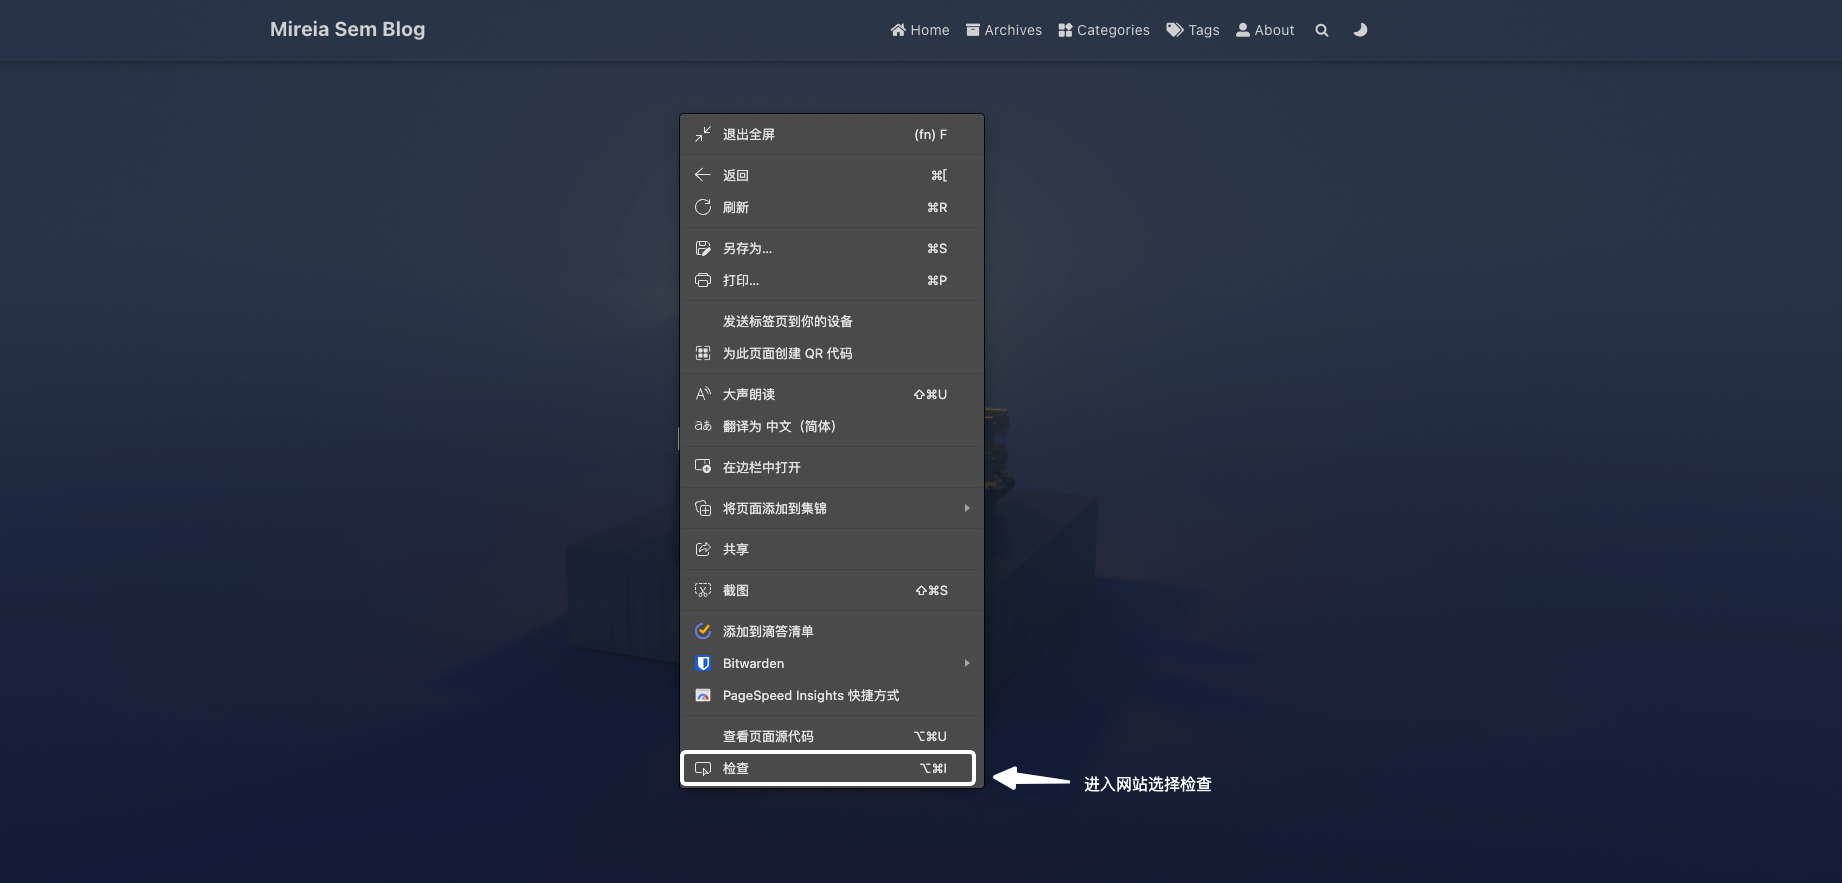 Mireia Sem Blog
Home Archives Categories Tags About
退出全屏 (fn) F
返回 ⌘[
刷新 ⌘R
另存为... ⌘S
打印... ⌘P
发送标签页到你的设备
为此页面创建 QR 代码
大声朗读 ⇧⌘U
翻译为 中文（简体）
在边栏中打开
将页面添加到集锦
共享
截图 ⇧⌘S
添加到滴答清单
Bitwarden
PageSpeed Insights 快捷方式
查看页面源代码 ⌥⌘U
检查 ⌥⌘I
进入网站选择检查